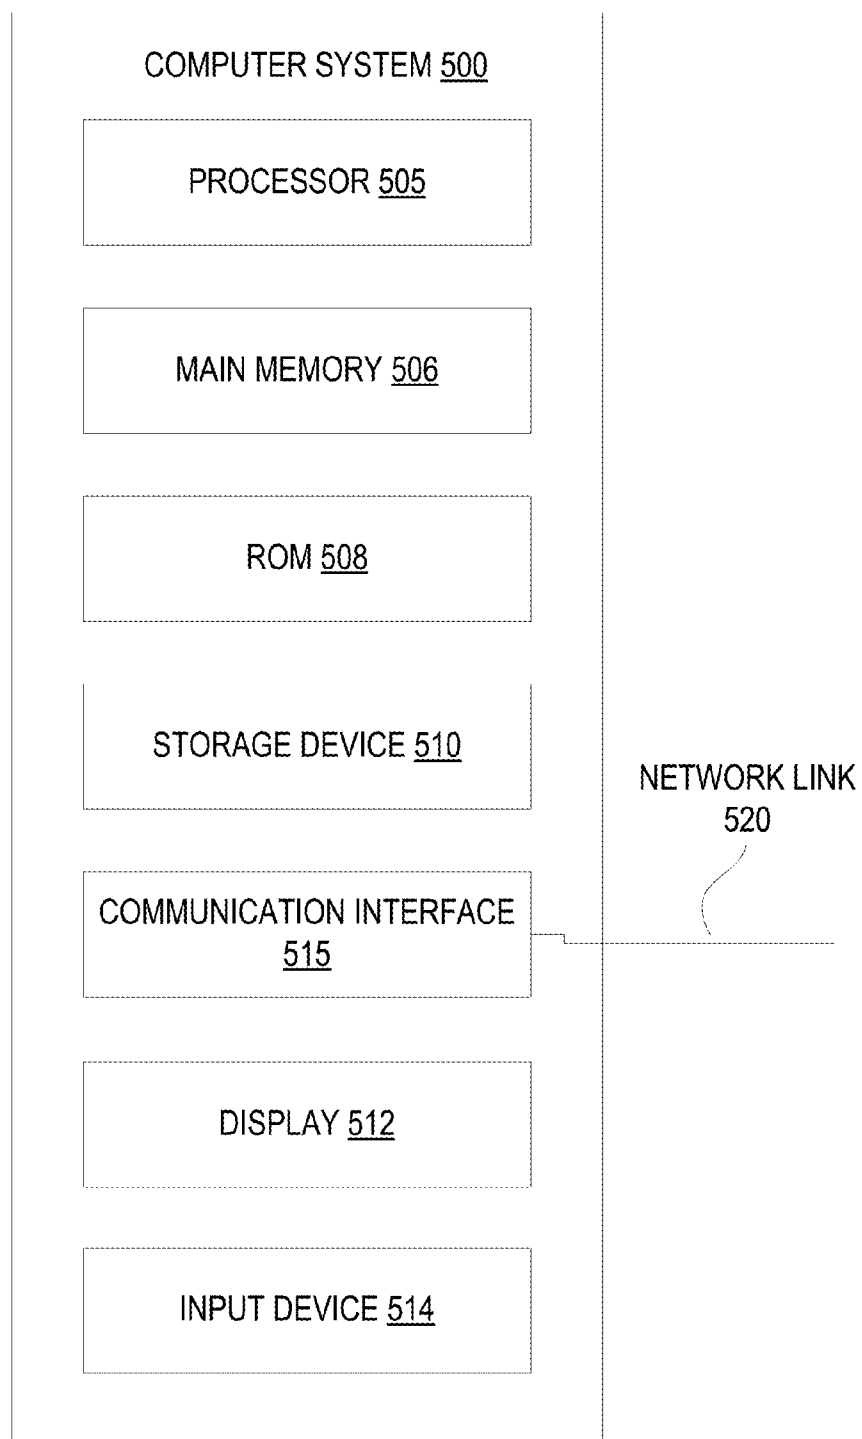 COMPUTER SYSTEM 500
PROCESSOR 505
MAIN MEMORY 506
ROM 508
STORAGE DEVICE 510
NETWORK LINK
520
COMMUNICATION INTERFACE
515
DISPLAY 512
INPUT DEVICE 514